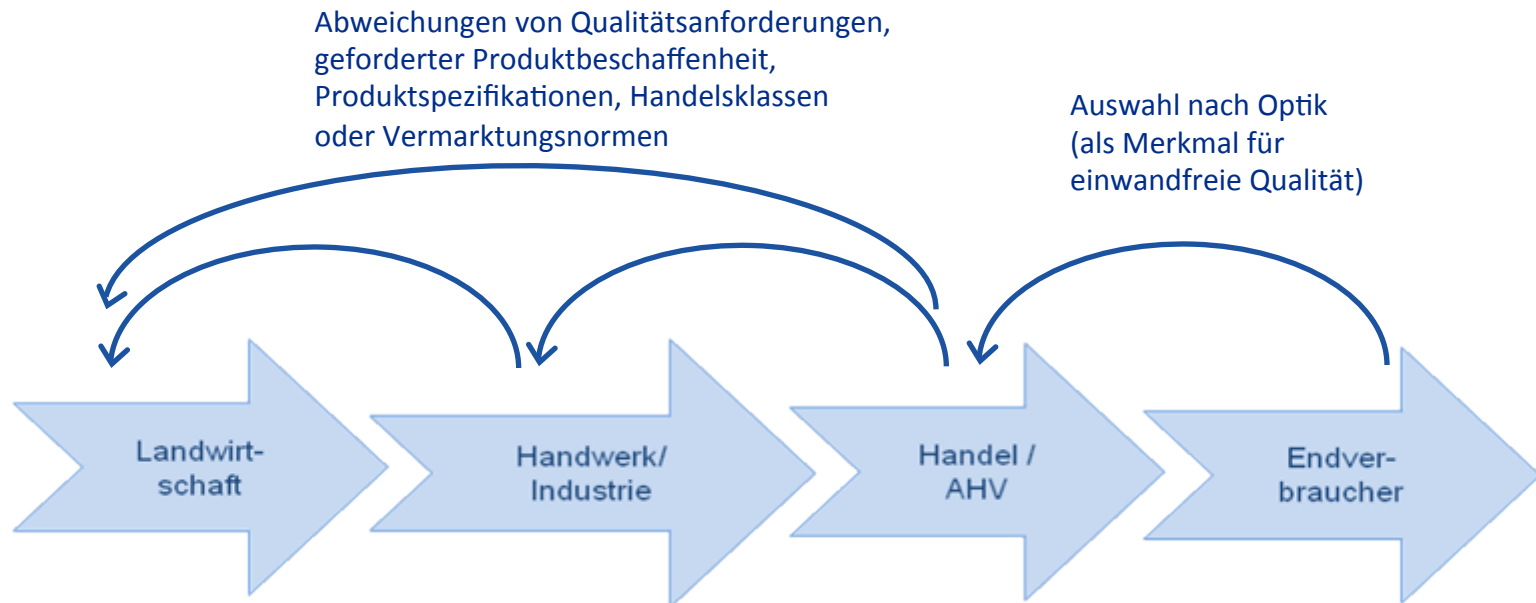 Abweichungen von Qualitätsanforderungen,
geforderter Produktbeschaffenheit,
Produktspezifikationen, Handelsklassen
oder Vermarktungsnormen
Auswahl nach Optik
(als Merkmal für
einwandfreie Qualität)
Landwirt-
schaft
Handwerk/
Industrie
Handel /
AHV
Endver-
braucher